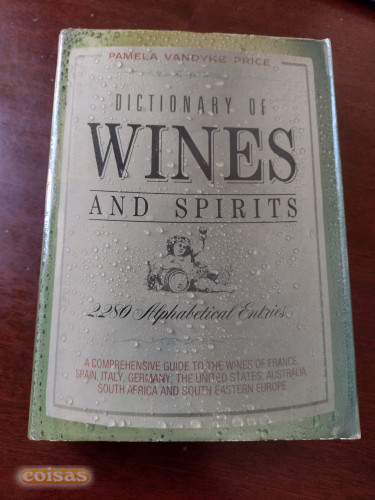 PAMELA VANDYKE PRICE
DICTIONARY OF
WINES
AND SPIRITS
2280 Alphabetical Entries
A COMPREHENSIVE GUIDE TO THE WINES OF FRANCE,
SPAIN, ITALY, GERMANY, THE UNITED STATES, AUSTRALIA,
SOUTH AFRICA AND SOUTH EASTERN EUROPE
coisas